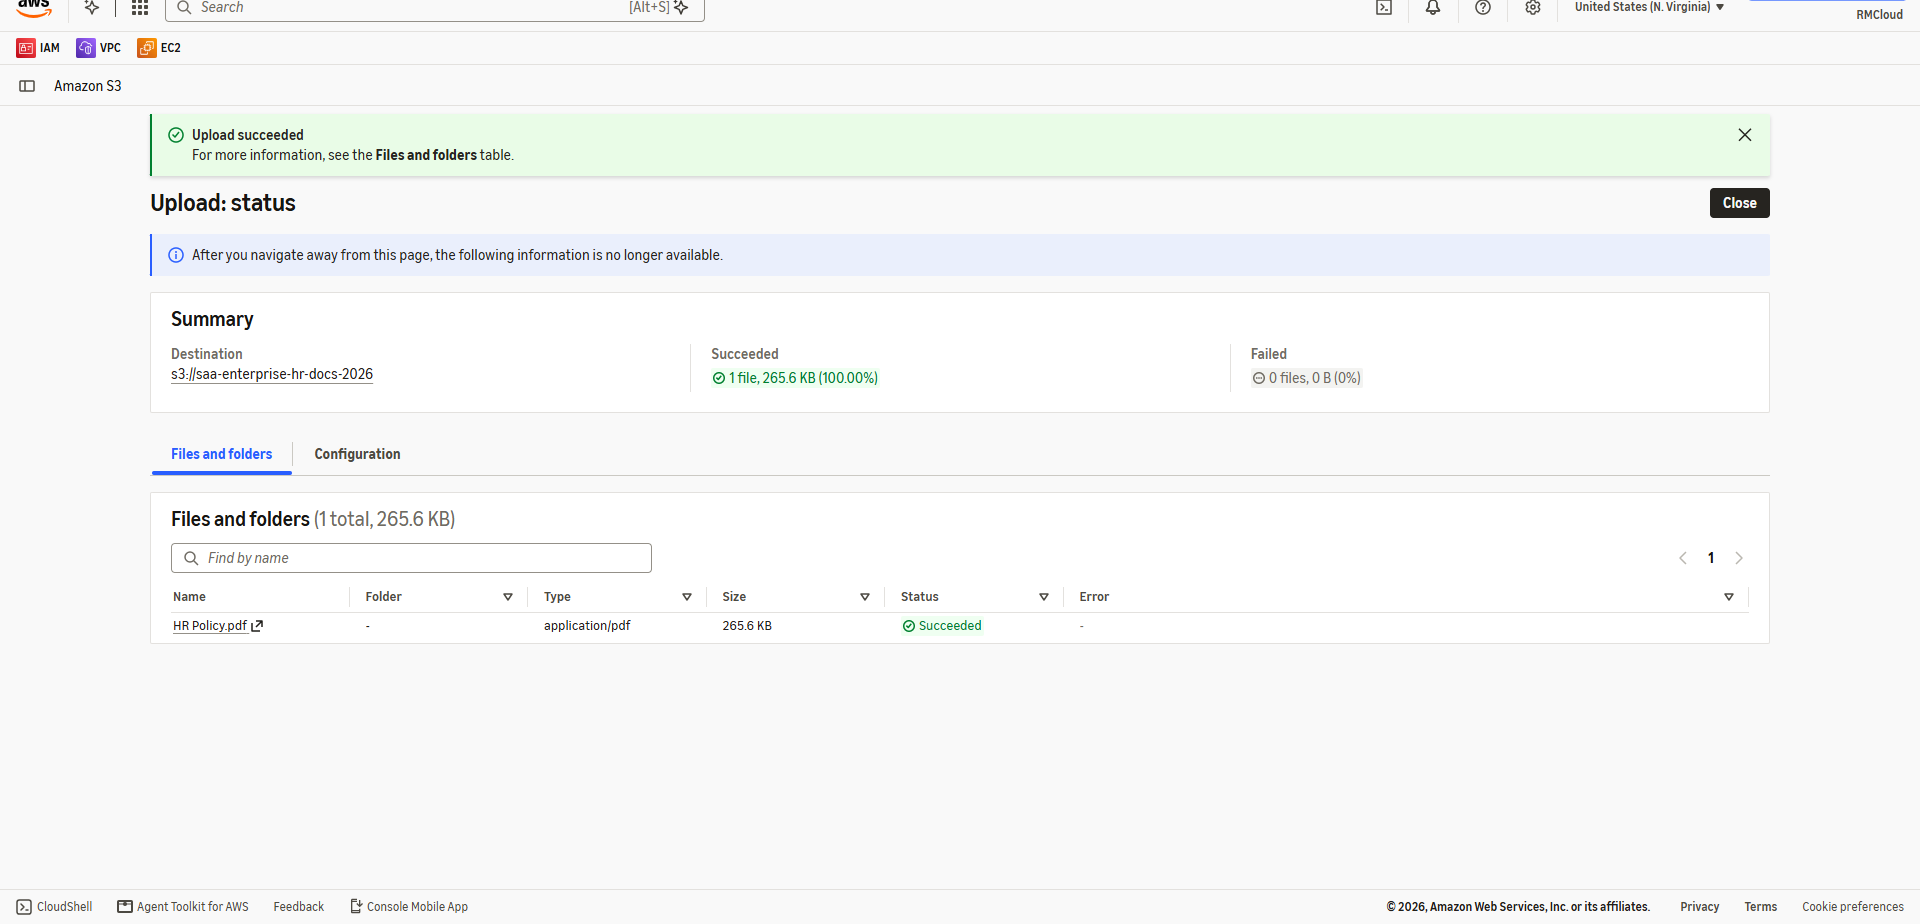 aws
Search [Alt+S]
United States (N. Virginia)
RMCloud
IAM VPC EC2
Amazon S3
Upload succeeded
For more information, see the Files and folders table.
Upload: status
Close
After you navigate away from this page, the following information is no longer available.
Summary
Destination Succeeded Failed
s3://saa-enterprise-hr-docs-2026 1 file, 265.6 KB (100.00%) 0 files, 0 B (0%)
Files and folders Configuration
Files and folders (1 total, 265.6 KB)
Find by name
1
Name Folder Type Size Status Error
HR Policy.pdf - application/pdf 265.6 KB Succeeded -
CloudShell Agent Toolkit for AWS Feedback Console Mobile App © 2026, Amazon Web Services, Inc. or its affiliates. Privacy Terms Cookie preferences